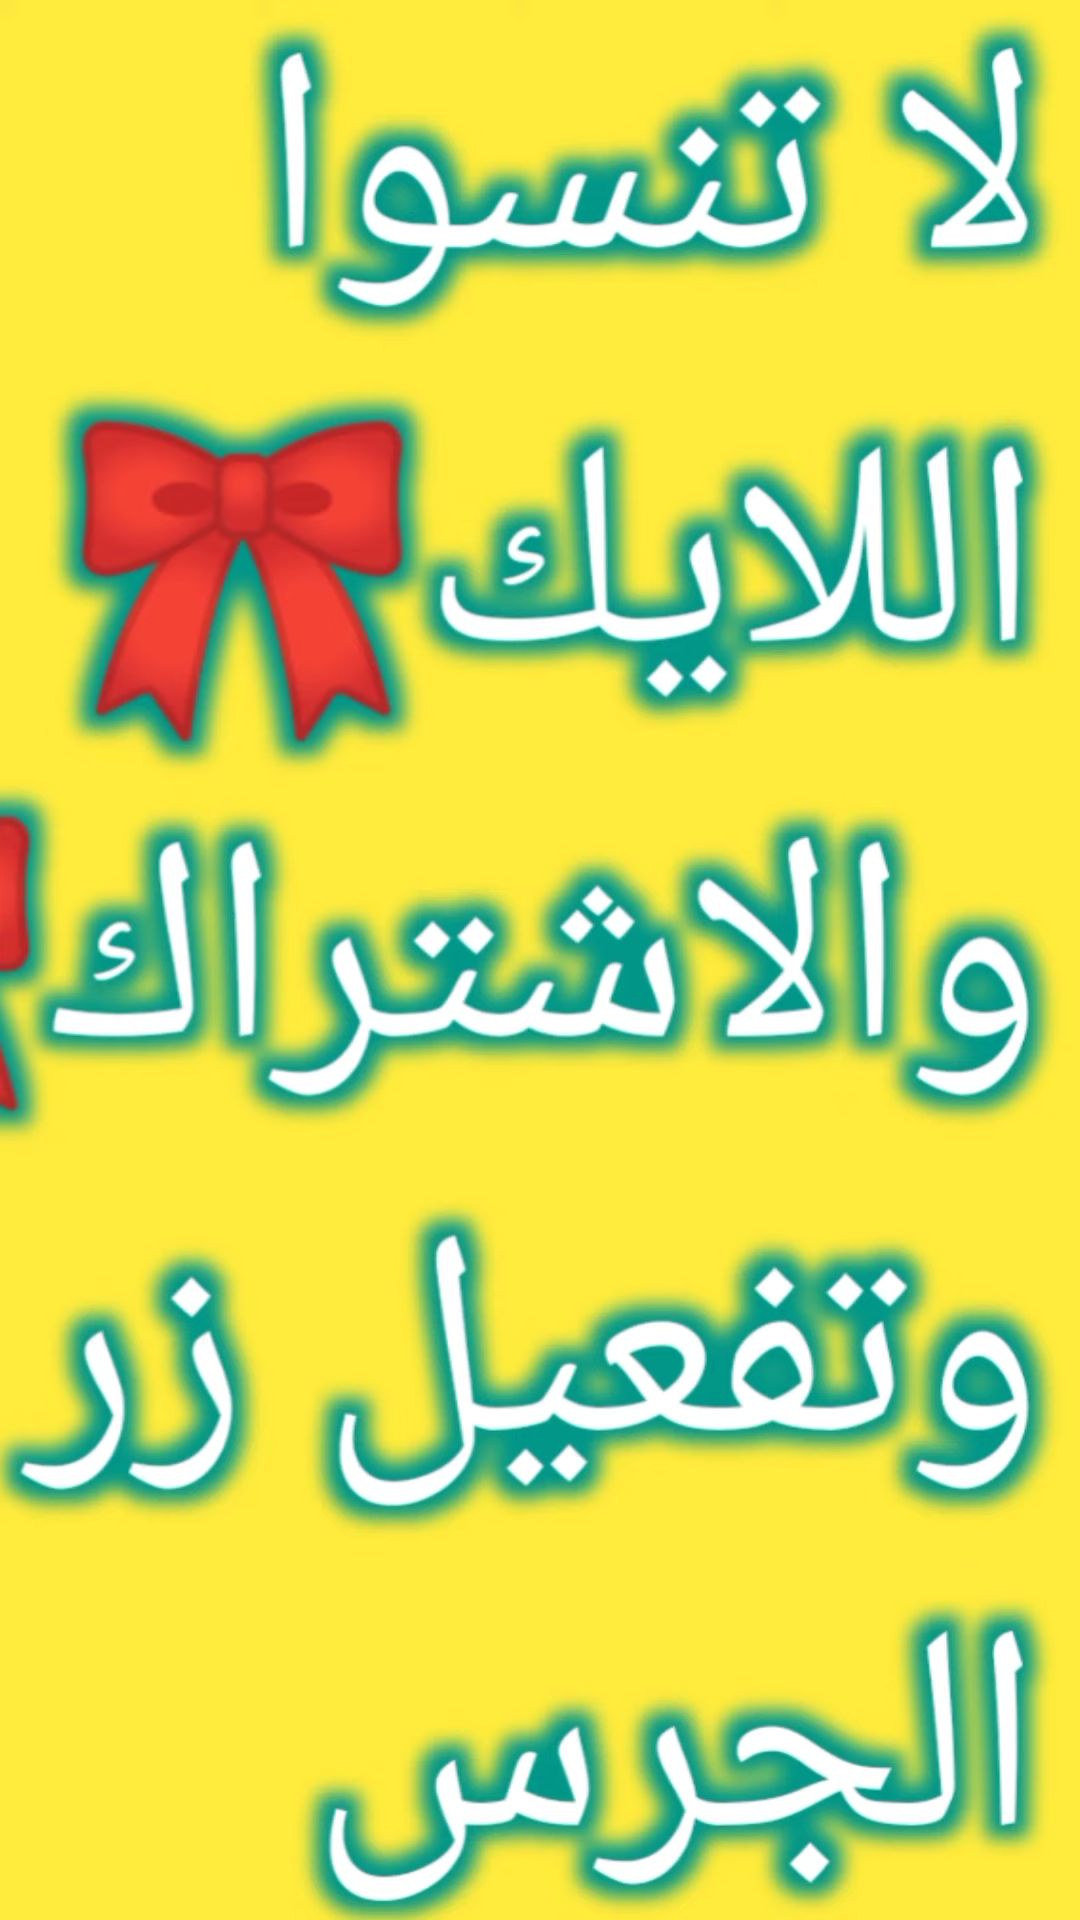 لا تنسوا
اللايك🎀
والاشتراك🎀
وتفعيل زر
الجرس